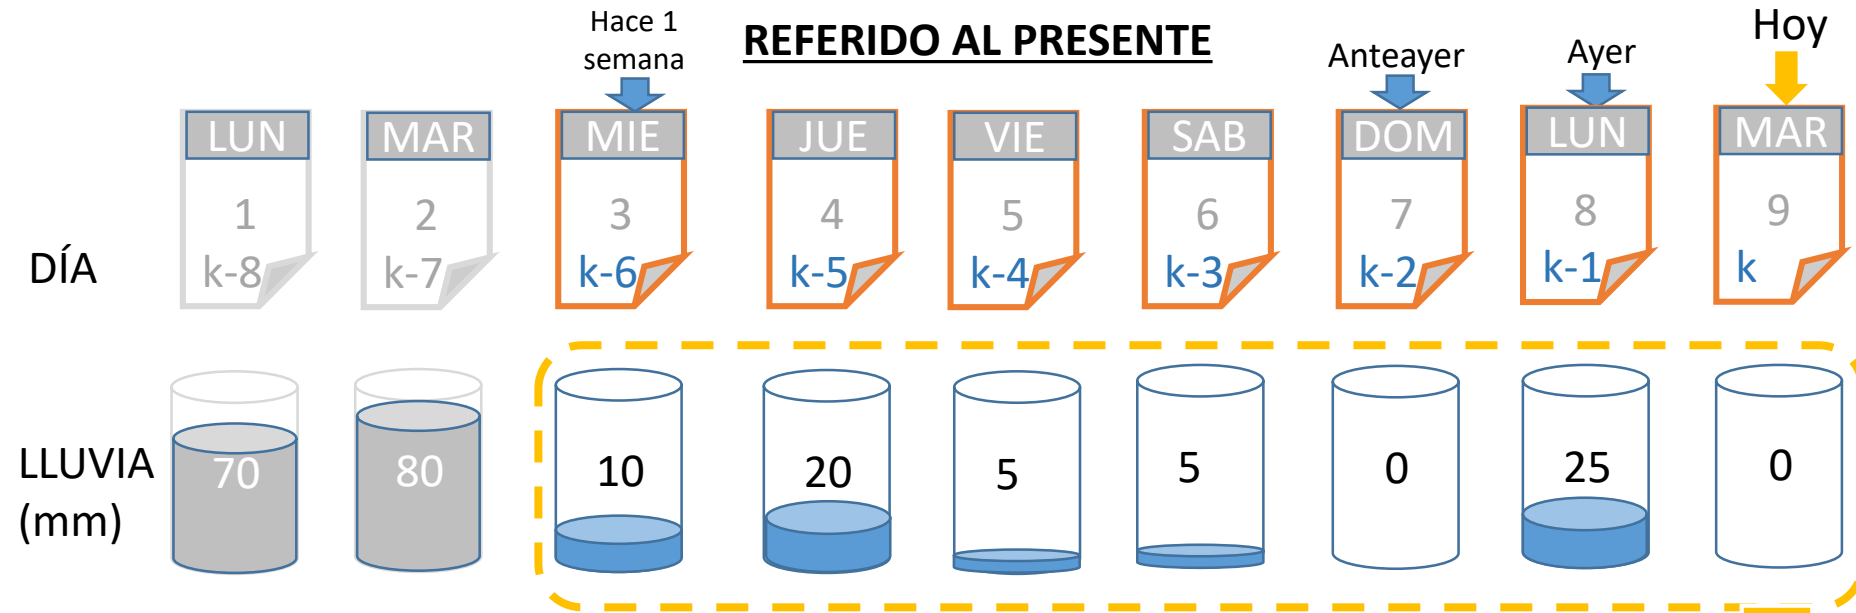 Hace 1
semana
REFERIDO AL PRESENTE
Anteayer
Ayer
Hoy
LUN MAR MIE JUE VIE SAB DOM LUN MAR
1 2 3 4 5 6 7 8 9
DÍA
k-8 k-7 k-6 k-5 k-4 k-3 k-2 k-1 k
LLUVIA
(mm)
70 80 10 20 5 5 0 25 0